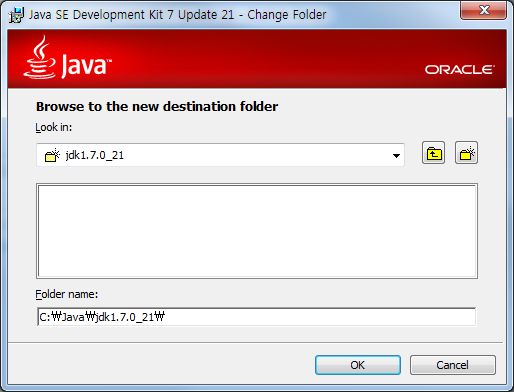 Java SE Development Kit 7 Update 21 - Change Folder
Java™
ORACLE
Browse to the new destination folder
Look in:
jdk1.7.0_21
Folder name:
C:₩Java₩jdk1.7.0_21₩
OK
Cancel